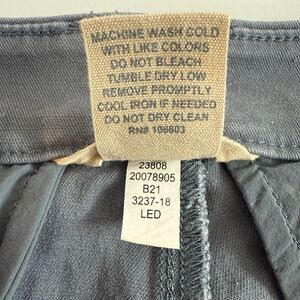 MACHINE WASH COLD
WITH LIKE COLORS
DO NOT BLEACH
TUMBLE DRY LOW
REMOVE PROMPTLY
COOL IRON IF NEEDED
DO NOT DRY CLEAN
RN# 106803
23808
20078905
B21
3237-18
LED